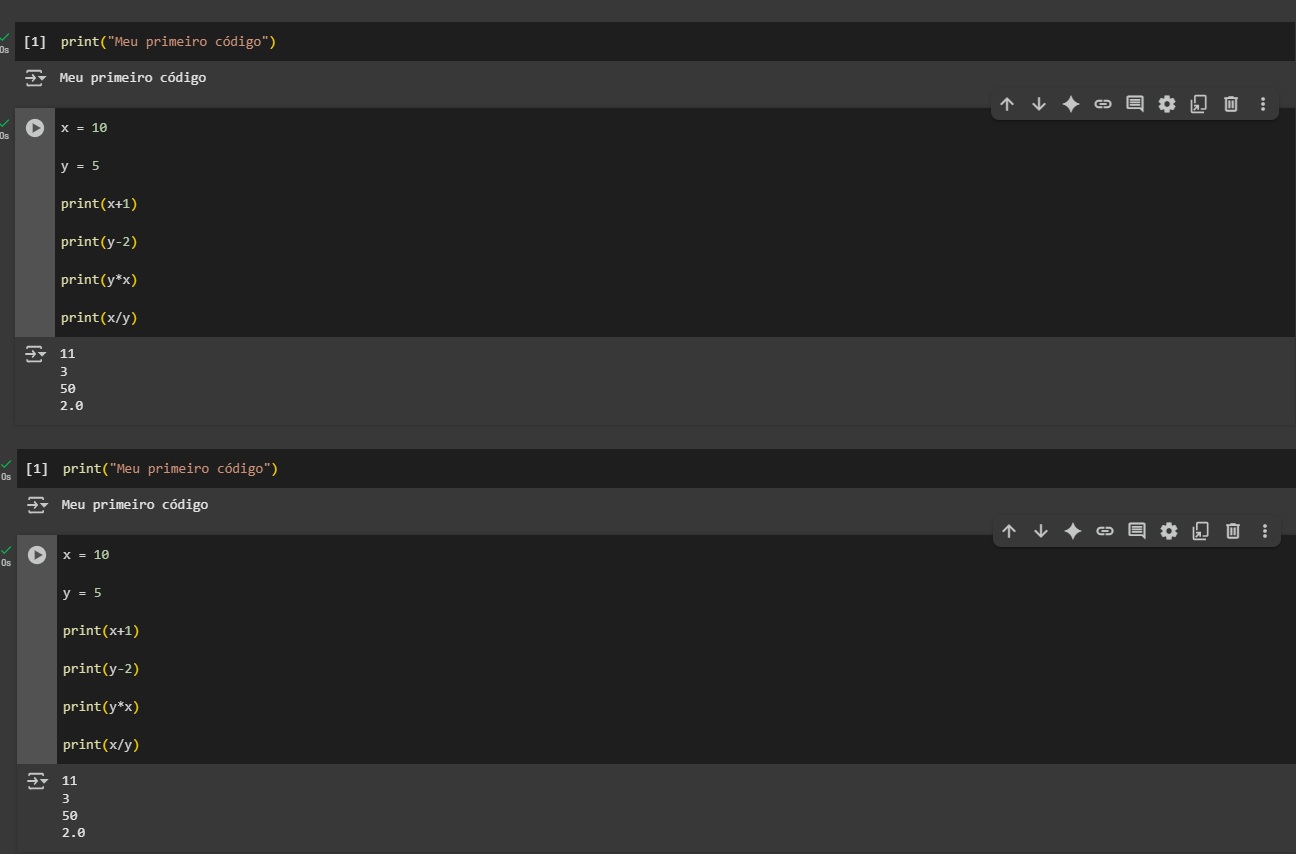 [1] print("Meu primeiro código")
0s
Meu primeiro código
0s
x = 10
y = 5
print(x+1)
print(y-2)
print(y*x)
print(x/y)
11
3
50
2.0
[1] print("Meu primeiro código")
0s
Meu primeiro código
0s
x = 10
y = 5
print(x+1)
print(y-2)
print(y*x)
print(x/y)
11
3
50
2.0